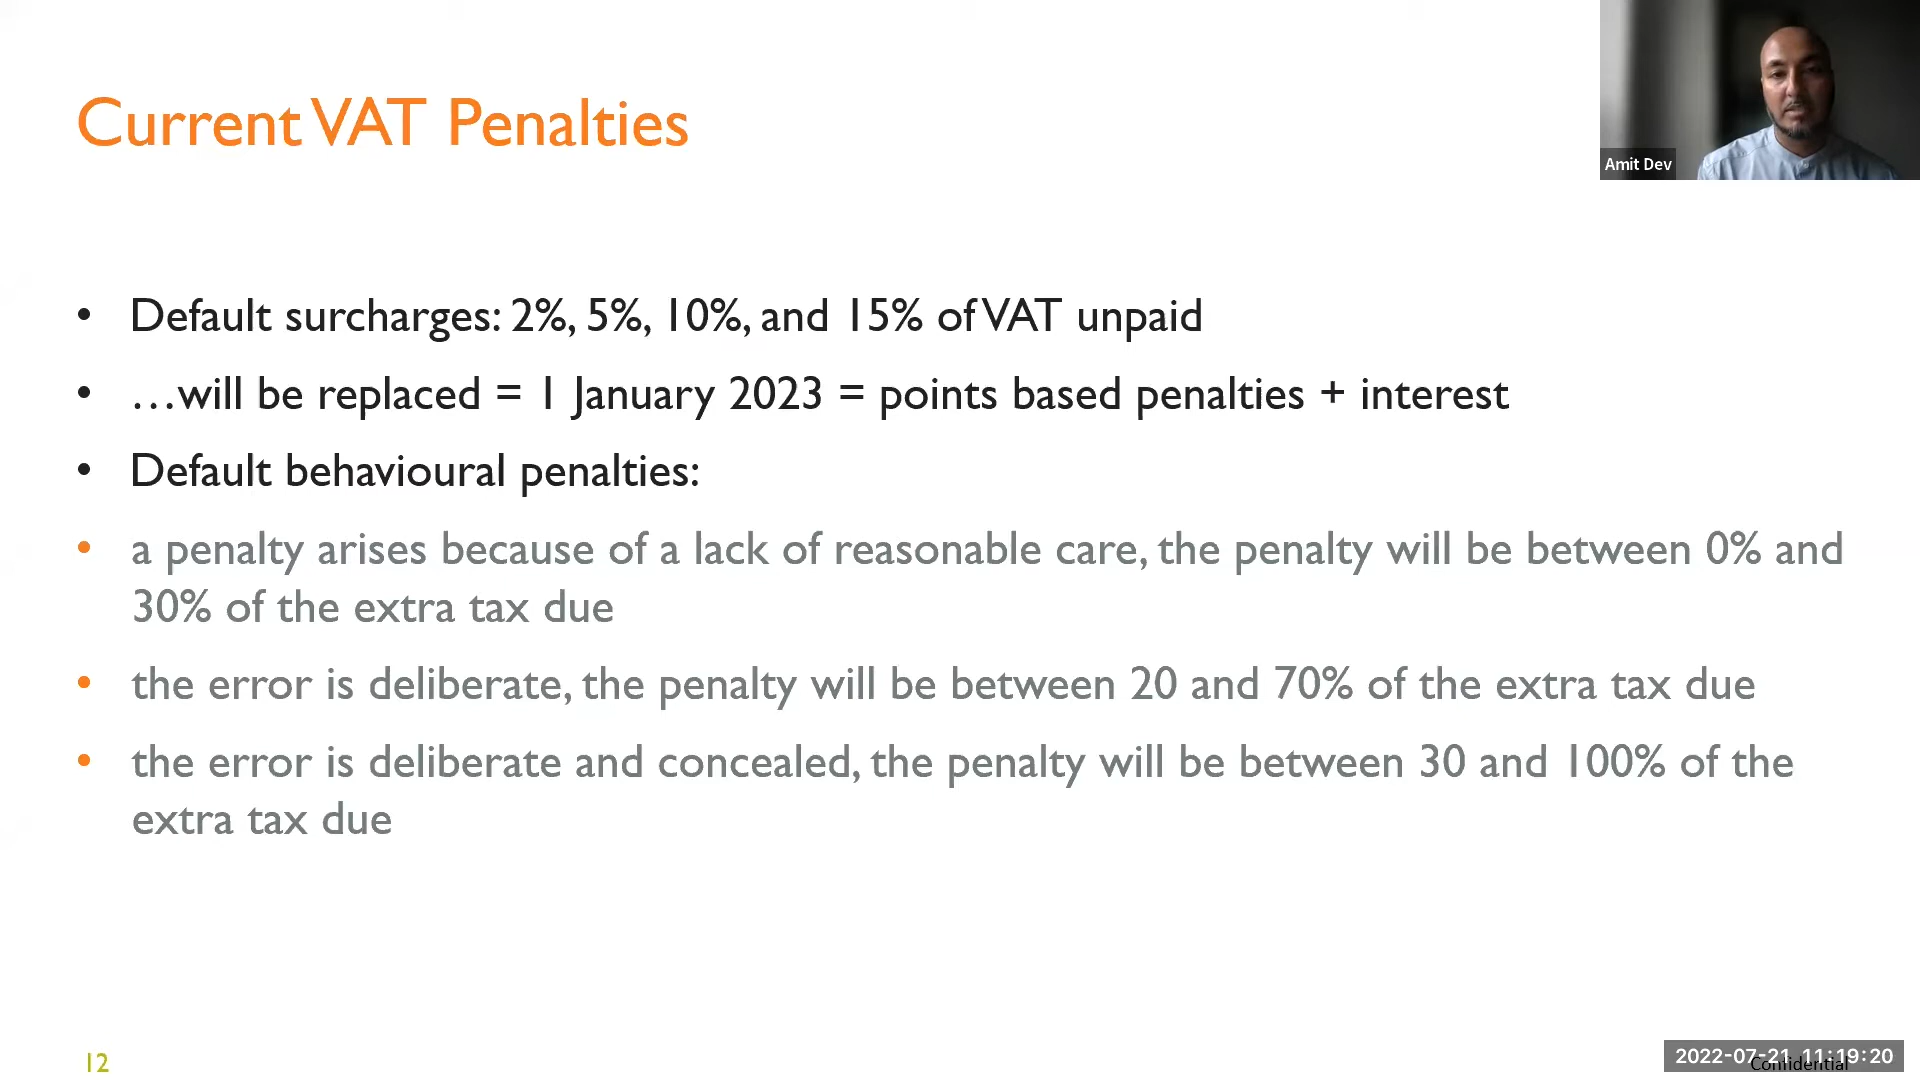 Current VAT Penalties
Amit Dev
• Default surcharges: 2%, 5%, 10%, and 15% of VAT unpaid
• …will be replaced = 1 January 2023 = points based penalties + interest
• Default behavioural penalties:
• a penalty arises because of a lack of reasonable care, the penalty will be between 0% and
30% of the extra tax due
• the error is deliberate, the penalty will be between 20 and 70% of the extra tax due
• the error is deliberate and concealed, the penalty will be between 30 and 100% of the
extra tax due
12
2022-07-21 11:19:20
Confidential